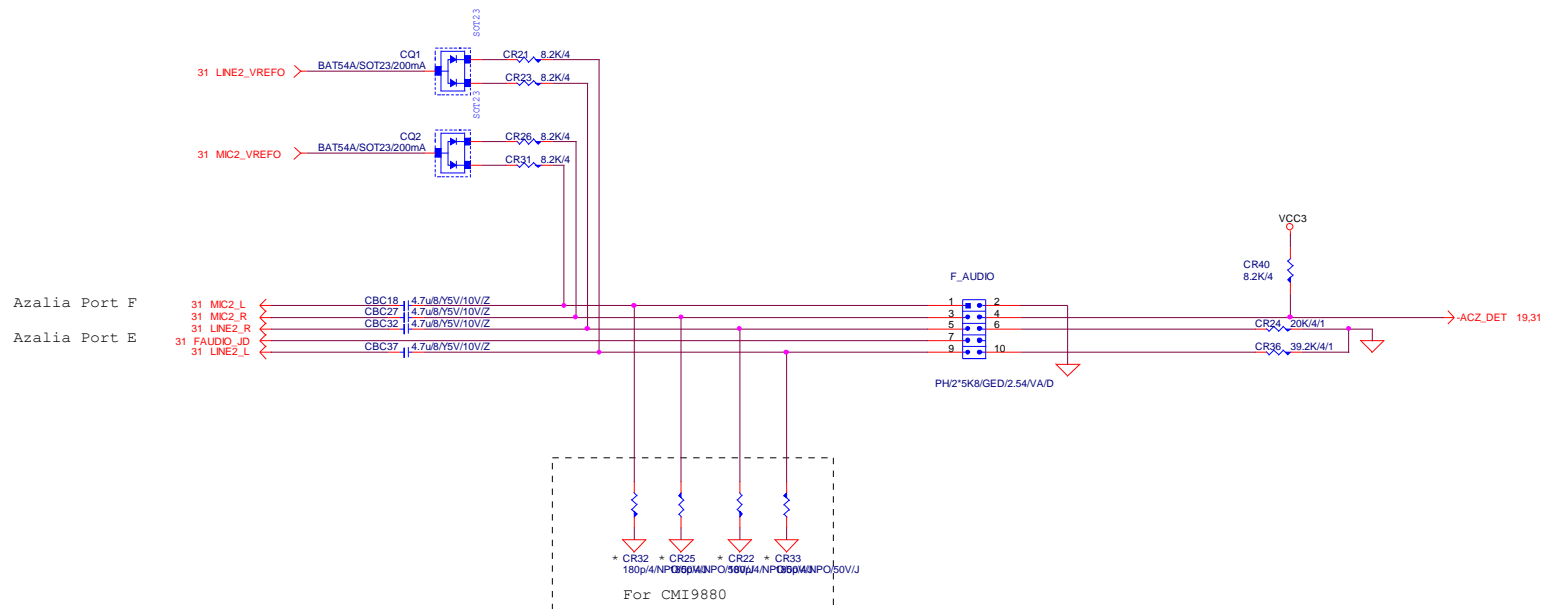 SOT23
CQ1
BAT54A/SOT23/200mA
31 LINE2_VREFO
CR21 8.2K/4
CR23 8.2K/4
SOT23
CQ2
BAT54A/SOT23/200mA
31 MIC2_VREFO
CR26 8.2K/4
CR31 8.2K/4
VCC3
CR40
8.2K/4
F_AUDIO
Azalia Port F
31 MIC2_L
CBC18 4.7u/8/Y5V/10V/Z
1 2
31 MIC2_R
CBC27 4.7u/8/Y5V/10V/Z
3 4
-ACZ_DET 19,31
31 LINE2_R
CBC32 4.7u/8/Y5V/10V/Z
5 6
CR24 20K/4/1
Azalia Port E
31 FAUDIO_JD
7
31 LINE2_L
CBC37 4.7u/8/Y5V/10V/Z
9 10
CR36 39.2K/4/1
PH/2*5K8/GED/2.54/VA/D
* CR32 * CR25 * CR22 * CR33
180p/4/NPO/50V/J
For CMI9880